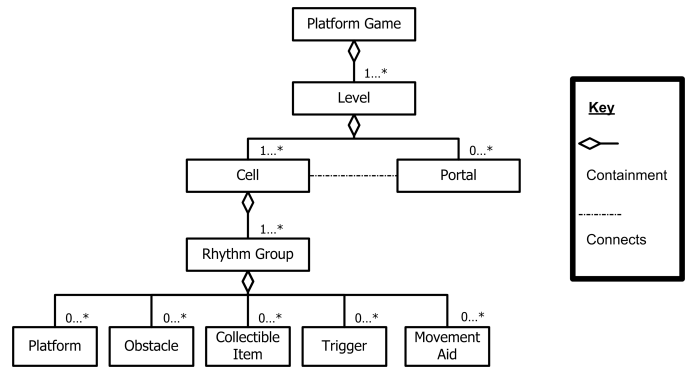 Platform Game
1...*
Level
1...*
0...*
Cell
Portal
1...*
Rhythm Group
0...*
0...*
0...*
0...*
0...*
Platform
Obstacle
Collectible
Item
Trigger
Movement
Aid
Key
Containment
Connects